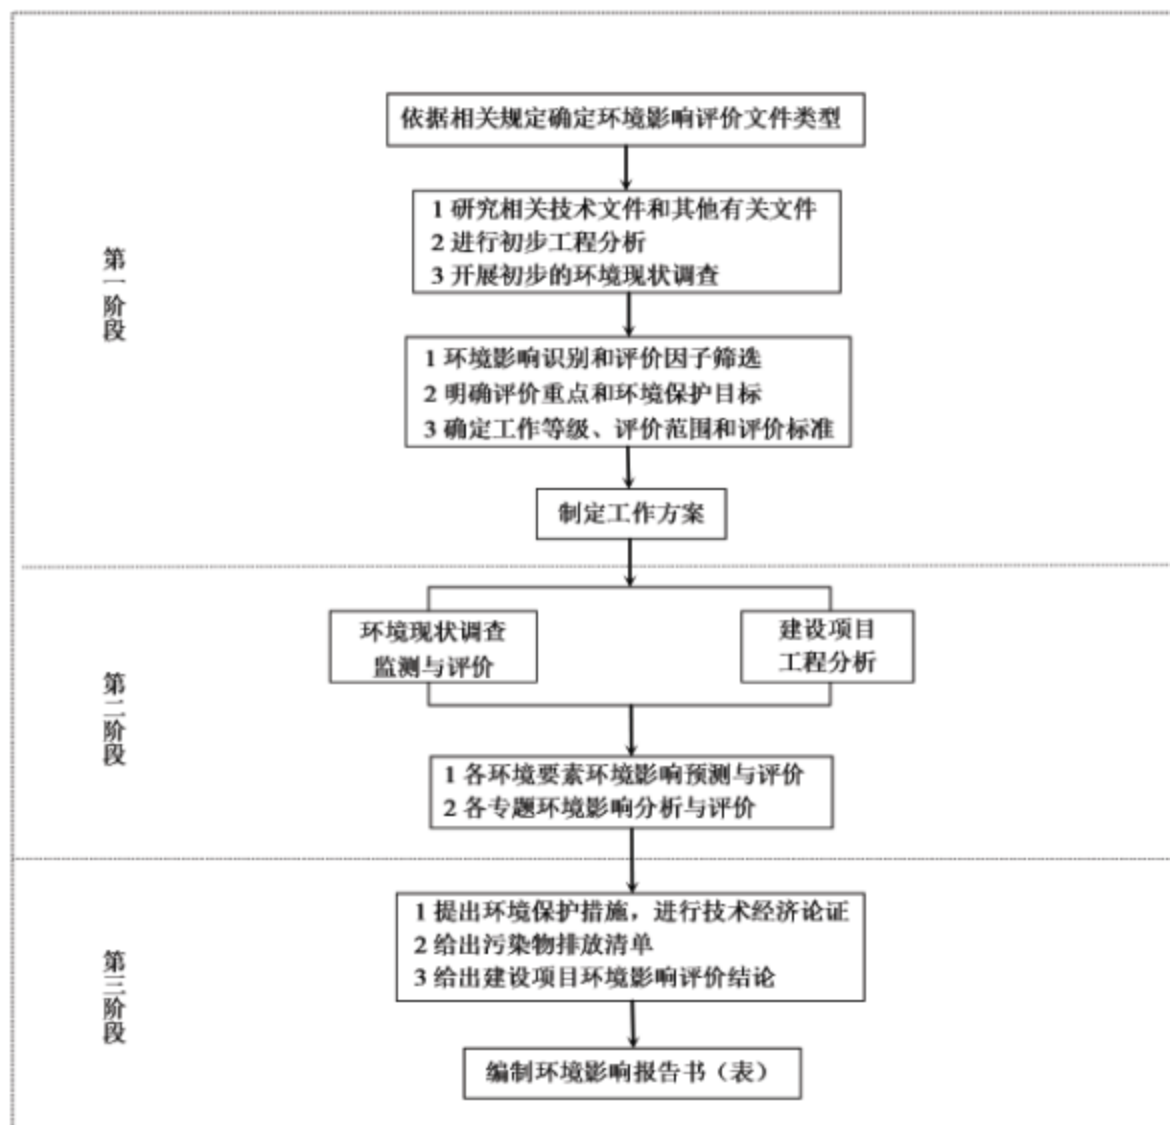 第一阶段
依据相关规定确定环境影响评价文件类型
1 研究相关技术文件和其他有关文件
2 进行初步工程分析
3 开展初步的环境现状调查
1 环境影响识别和评价因子筛选
2 明确评价重点和环境保护目标
3 确定工作等级、评价范围和评价标准
制定工作方案
第二阶段
环境现状调查
监测与评价
建设项目
工程分析
1 各环境要素环境影响预测与评价
2 各专题环境影响分析与评价
第三阶段
1 提出环境保护措施，进行技术经济论证
2 给出污染物排放清单
3 给出建设项目环境影响评价结论
编制环境影响报告书（表）